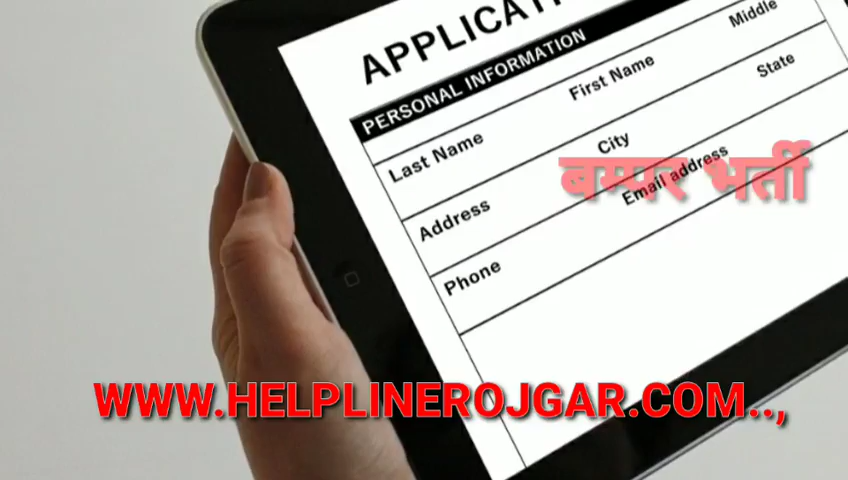 APPLICATI
PERSONAL INFORMATION
Last Name First Name Middle
Address City State
Phone Email address
बम्पर भर्ती
WWW.HELPLINEROJGAR.COM..,